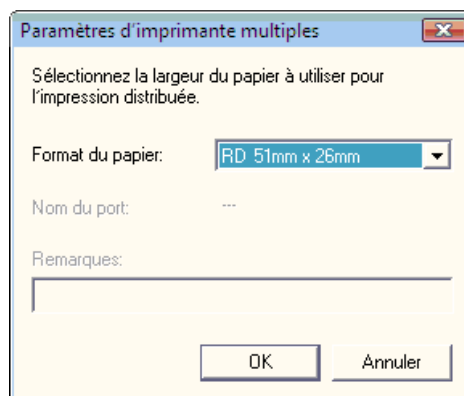 Paramètres d'imprimante multiples
Sélectionnez la largeur du papier à utiliser pour
l'impression distribuée.
Format du papier: RD 51mm x 26mm
Nom du port: ---
Remarques:
OK Annuler